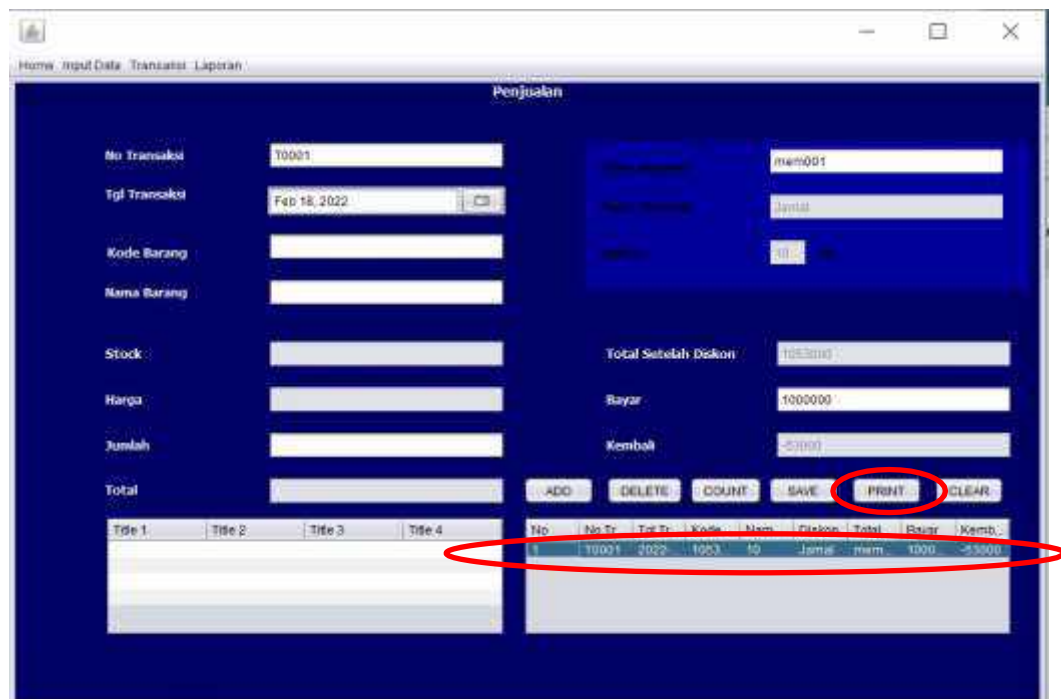 Home Input Data Transaksi Laporan
Penjualan
No Transaksi T0001 mem001
Tgl Transaksi Feb 18, 2022 Jamal
Kode Barang 10
Nama Barang
Stock Total Setelah Diskon 1053000
Harga Bayar 1000000
Jumlah Kembali -53000
Total ADD DELETE COUNT SAVE PRINT CLEAR
Title 1 Title 2 Title 3 Title 4 No No Tr... Tgl Tr... Kode... Nam... Diskon Total... Bayar Kemb...
1 T0001 2022... 1053... 10 Jamal mem... 1000... -53000